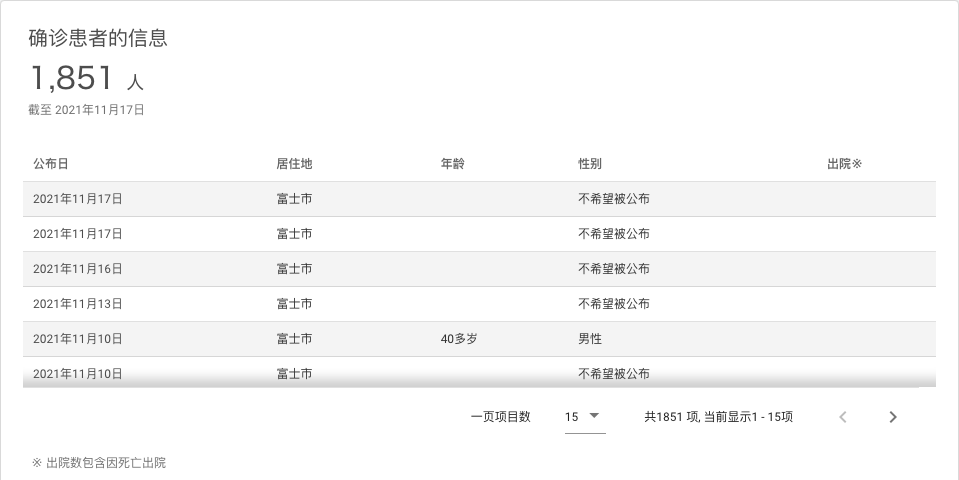 确诊患者的信息
1,851 人
截至 2021年11月17日
公布日 居住地 年龄 性别 出院※
2021年11月17日 富士市 不希望被公布
2021年11月17日 富士市 不希望被公布
2021年11月16日 富士市 不希望被公布
2021年11月13日 富士市 不希望被公布
2021年11月10日 富士市 40多岁 男性
2021年11月10日 富士市 不希望被公布
一页项目数 15 共1851 项, 当前显示1 - 15项
※ 出院数包含因死亡出院